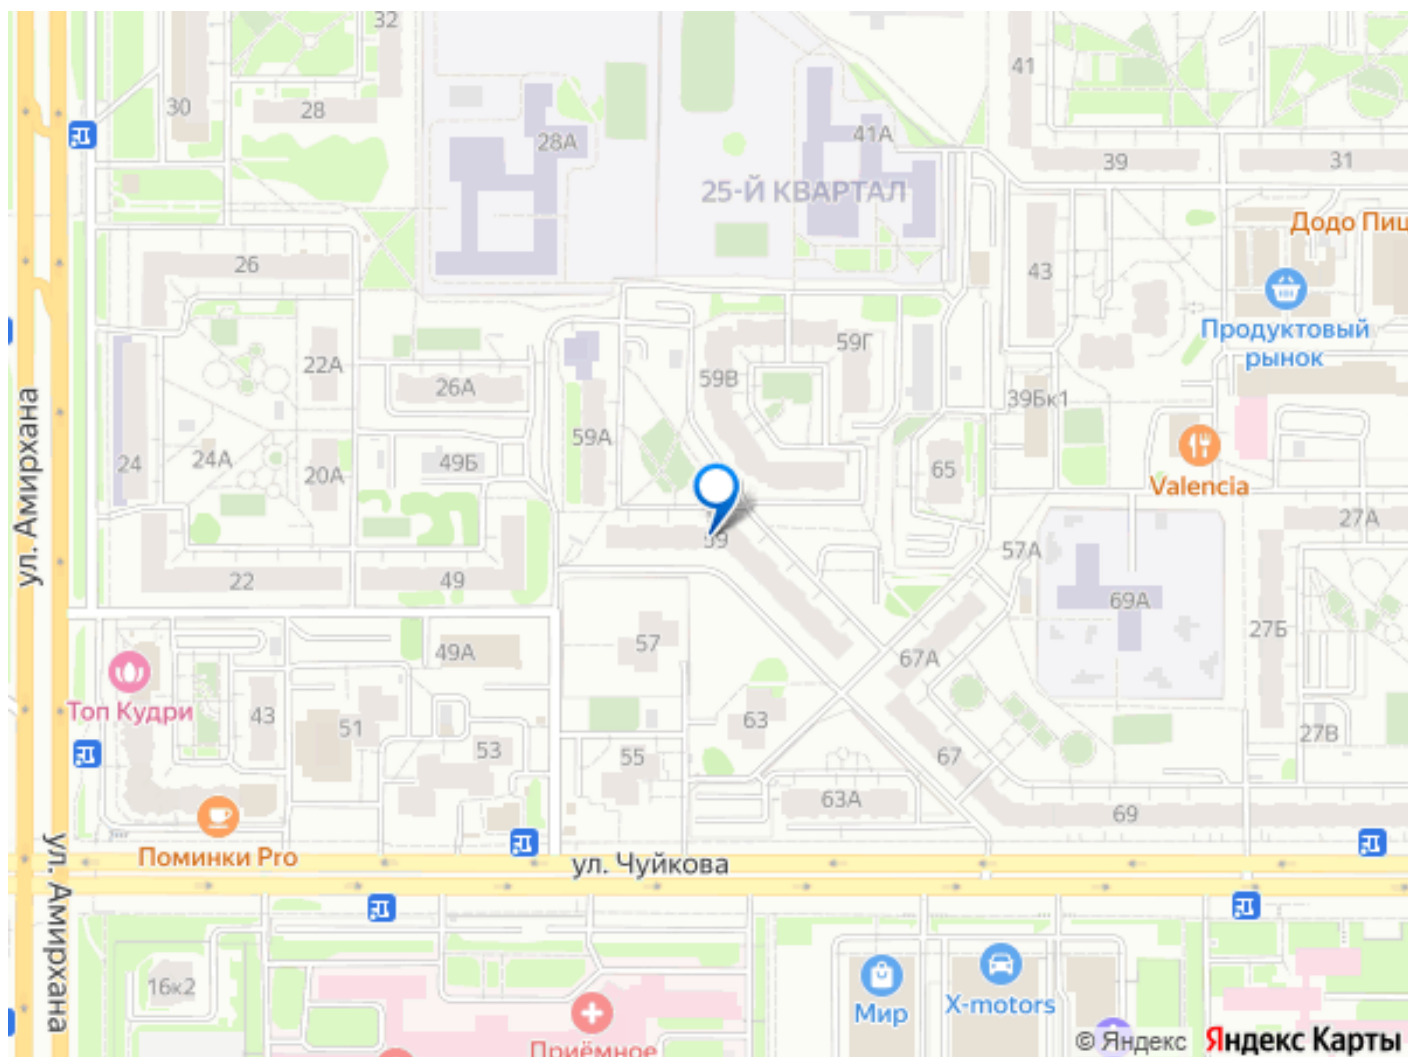 32
41
30
28
28А
41А
39
31
25-Й КВАРТАЛ
Додо Пиц
26
43
Продуктовый
рынок
59Г
22А
59В
26А
39Бк1
ул. Амирхана
59А
24
24А
49Б
20А
65
Valencia
27А
59
57А
22
49
69А
27Б
57
49А
67А
Топ Кудри
43
51
63
53
55
67
27В
63А
69
Поминки Pro
ул. Чуйкова
ул. Амирхана
16к2
Мир
X-motors
Приёмное
© Яндекс
Яндекс Карты